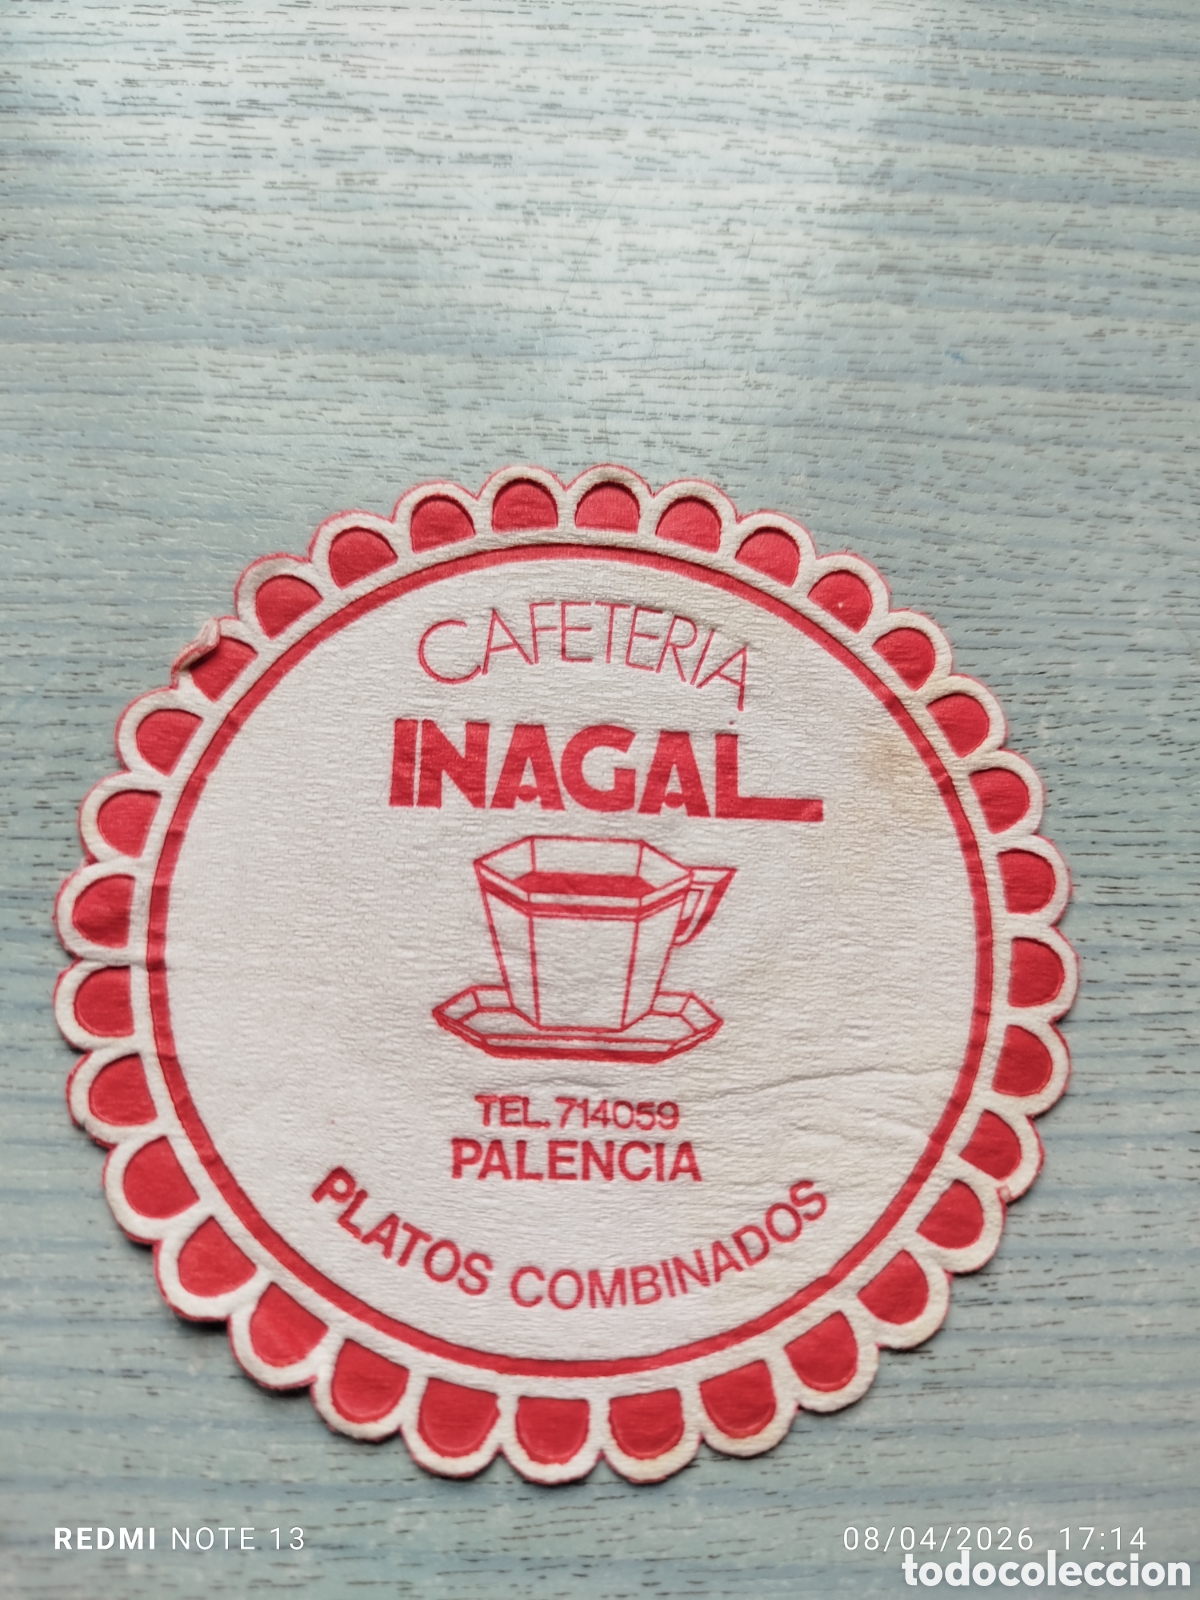 CAFETERIA
INAGAL
TEL. 714059
PALENCIA
PLATOS COMBINADOS
REDMI NOTE 13
08/04/2026 17:14
todocoleccion